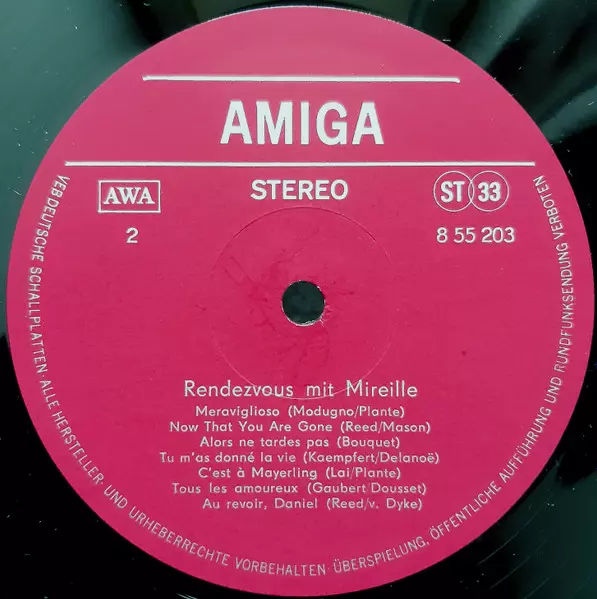 AMIGA
AWA
STEREO
ST 33
2
8 55 203
Rendezvous mit Mireille
Meraviglioso (Modugno/Plante)
Now That You Are Gone (Reed/Mason)
Alors ne tardes pas (Bouquet)
Tu m'as donné la vie (Kaempfert/Delanoë)
C'est à Mayerling (Lai/Plante)
Tous les amoureux (Gaubert/Dousset)
Au revoir, Daniel (Reed/v. Dyke)
VEB DEUTSCHE SCHALLPLATTEN · ALLE HERSTELLER- UND URHEBERRECHTE VORBEHALTEN · ÜBERSPIELUNG, ÖFFENTLICHE AUFFÜHRUNG UND RUNDFUNKSENDUNG VERBOTEN